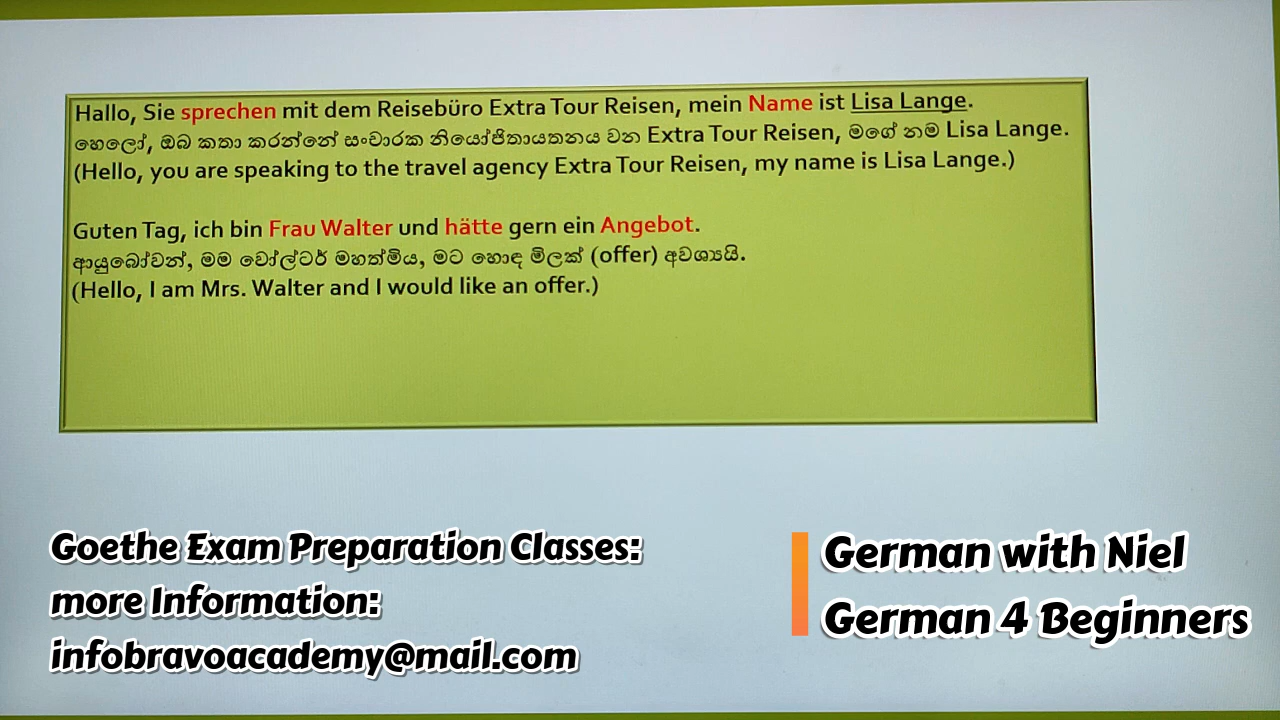 Hallo, Sie sprechen mit dem Reisebüro Extra Tour Reisen, mein Name ist Lisa Lange.
හෙලෝ, ඔබ කතා කරන්නේ සංචාරක නියෝජිතායතනය වන Extra Tour Reisen, මගේ නම Lisa Lange.
(Hello, you are speaking to the travel agency Extra Tour Reisen, my name is Lisa Lange.)
Guten Tag, ich bin Frau Walter und hätte gern ein Angebot.
ආයුබෝවන්, මම වෝල්ටර් මහත්මිය, මට හොඳ මිලක් (offer) අවශ්‍යයි.
(Hello, I am Mrs. Walter and I would like an offer.)
Goethe Exam Preparation Classes:
more Information:
infobravoacademy@mail.com
German with Niel
German 4 Beginners